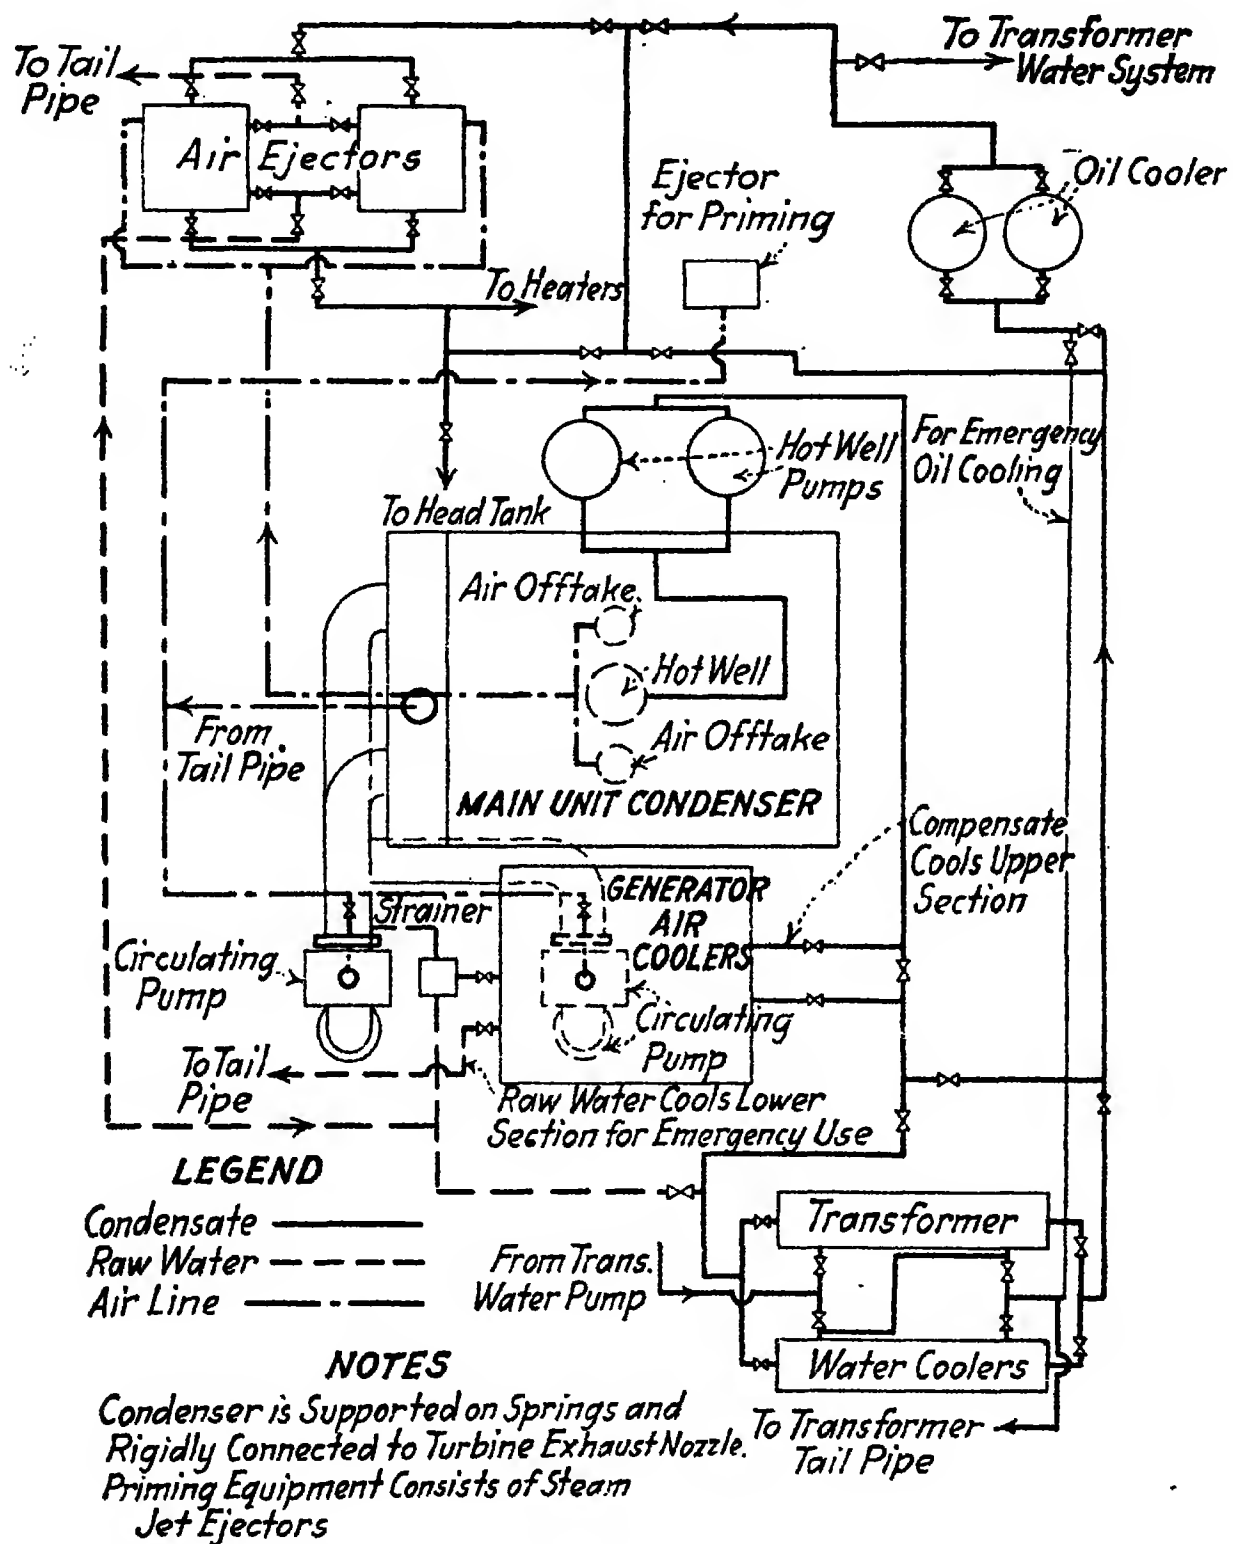 To Tail
Pipe
To Transformer
Water System
Air Ejectors
Ejector
for Priming
Oil Cooler
To Heaters
Hot Well
Pumps
For Emergency
Oil Cooling
To Head Tank
Air Offtake
Hot Well
From
Tail Pipe
Air Offtake
MAIN UNIT CONDENSER
Compensate
Cools Upper
Section
GENERATOR
AIR
COOLERS
Strainer
Circulating
Pump
Circulating
Pump
To Tail
Pipe
Raw Water Cools Lower
Section for Emergency Use
LEGEND
Condensate
Raw Water
Air Line
Transformer
From Trans.
Water Pump
Water Coolers
To Transformer
Tail Pipe
NOTES
Condenser is Supported on Springs and
Rigidly Connected to Turbine Exhaust Nozzle.
Priming Equipment Consists of Steam
Jet Ejectors